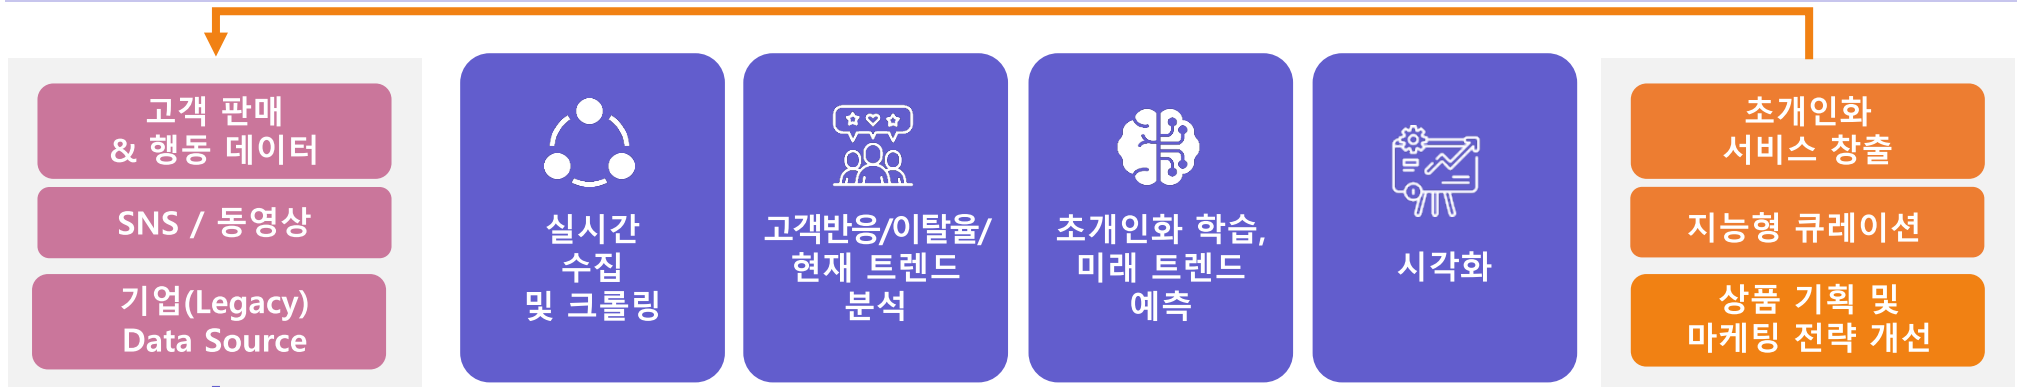 고객 판매
& 행동 데이터
SNS / 동영상
기업(Legacy)
Data Source
실시간
수집
및 크롤링
고객반응/이탈율/
현재 트렌드
분석
초개인화 학습,
미래 트렌드
예측
시각화
초개인화
서비스 창출
지능형 큐레이션
상품 기획 및
마케팅 전략 개선